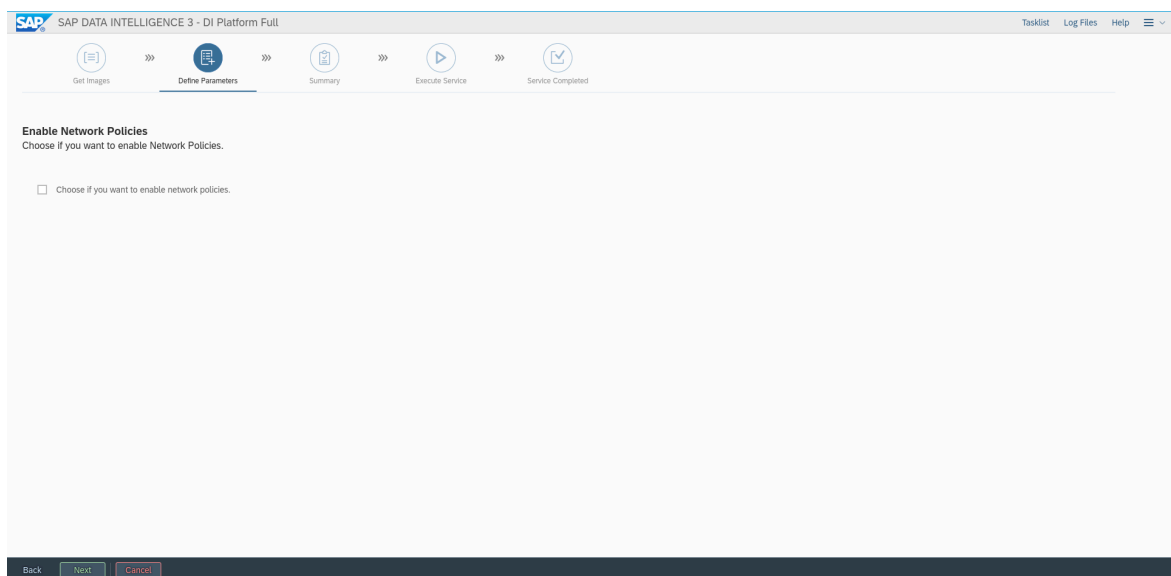 SAP SAP DATA INTELLIGENCE 3 - DI Platform Full Tasklist Log Files Help
Get Images Define Parameters Summary Execute Service Service Completed
Enable Network Policies
Choose if you want to enable Network Policies.
Choose if you want to enable network policies.
Back Next Cancel